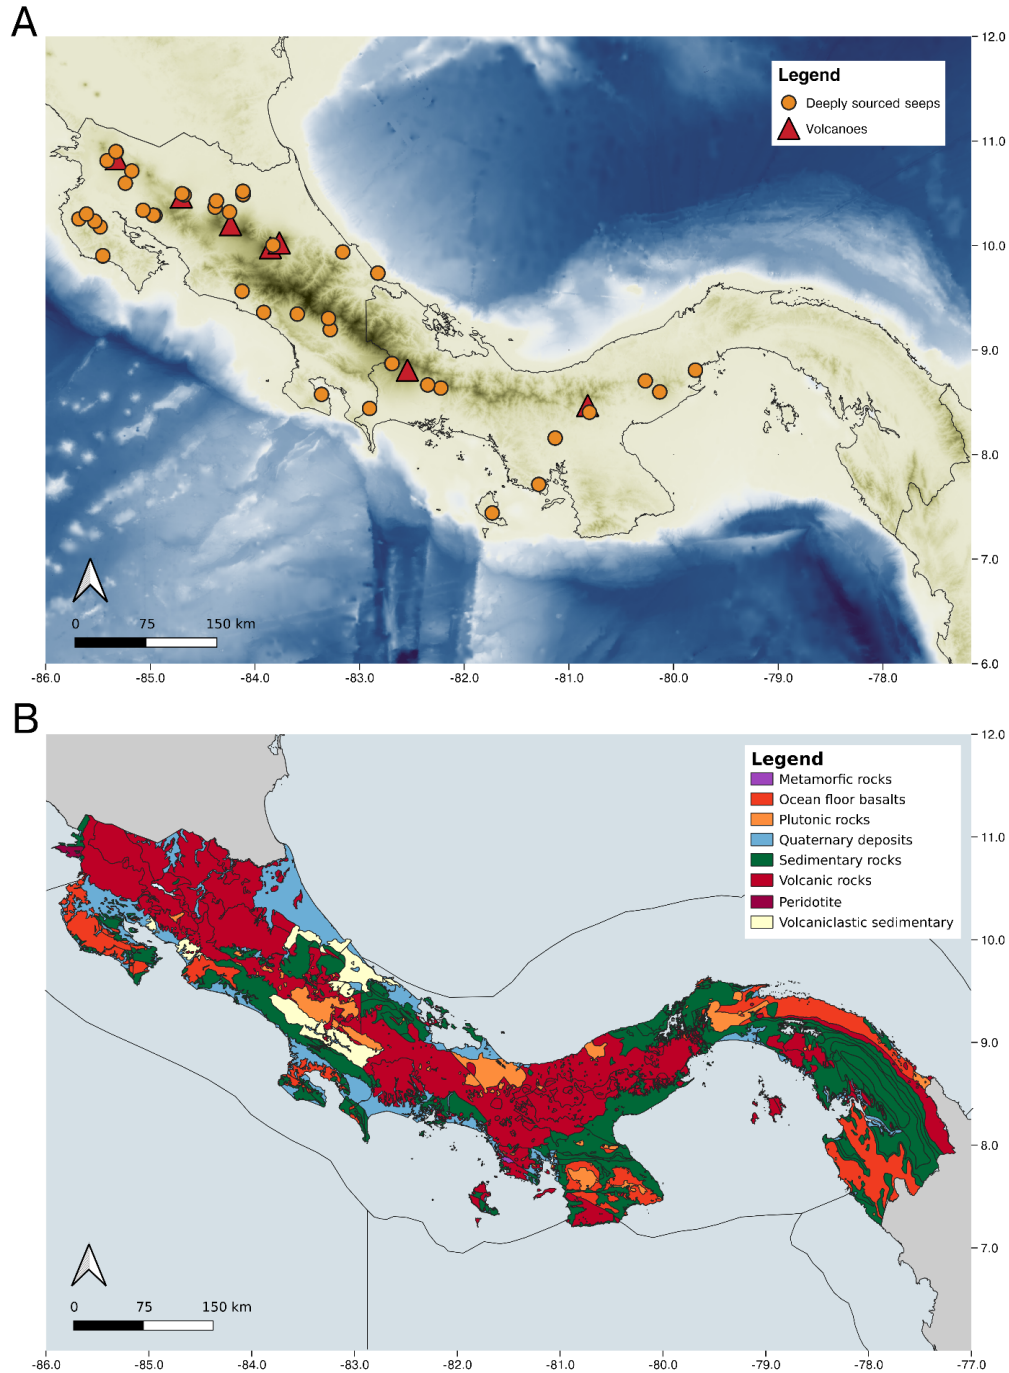 A
12.0
Legend
Deeply sourced seeps
Volcanoes
11.0
10.0
9.0
8.0
7.0
6.0
0 75 150 km
-86.0 -85.0 -84.0 -83.0 -82.0 -81.0 -80.0 -79.0 -78.0
B
12.0
Legend
Metamorfic rocks
Ocean floor basalts
Plutonic rocks
Quaternary deposits
Sedimentary rocks
Volcanic rocks
Peridotite
Volcaniclastic sedimentary
11.0
10.0
9.0
8.0
7.0
0 75 150 km
-86.0 -85.0 -84.0 -83.0 -82.0 -81.0 -80.0 -79.0 -78.0 -77.0